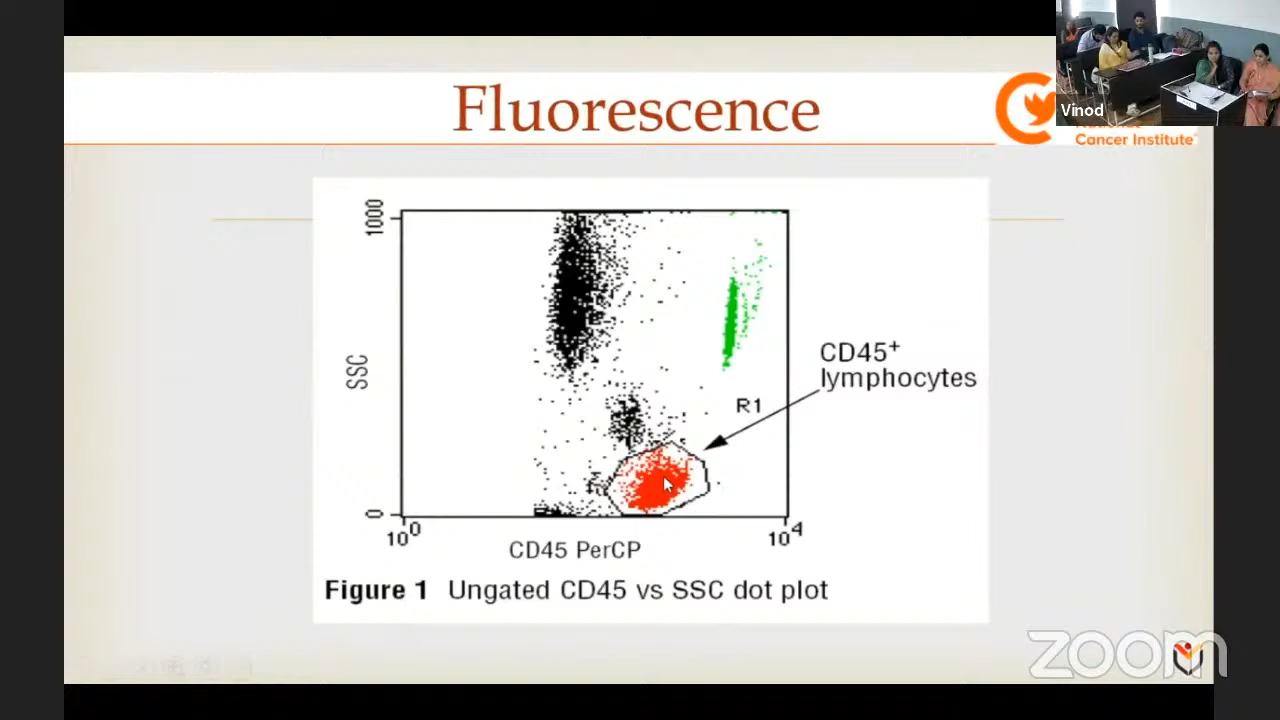 Fluorescence
Vinod
Cancer Institute
1000
SSC
0
10⁰
10⁴
CD45 PerCP
R1
CD45⁺
lymphocytes
Figure 1 Ungated CD45 vs SSC dot plot
zoom